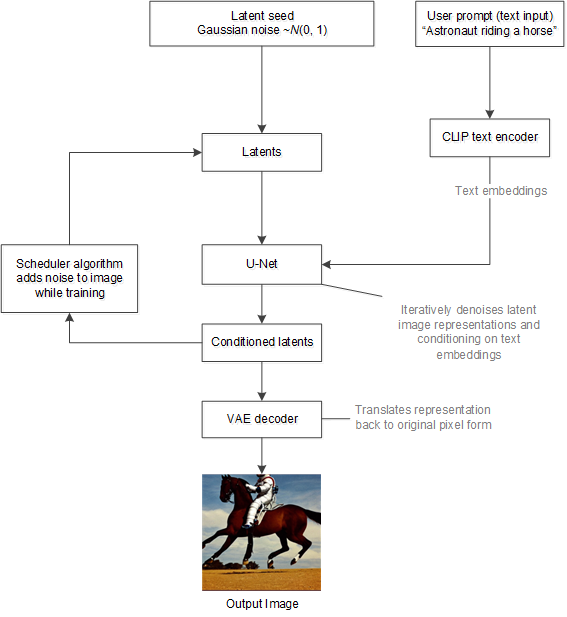 Latent seed
Gaussian noise ~N(0, 1)
User prompt (text input)
“Astronaut riding a horse”
Latents
CLIP text encoder
Text embeddings
Scheduler algorithm
adds noise to image
while training
U-Net
Iteratively denoises latent
image representations and
conditioning on text
embeddings
Conditioned latents
VAE decoder
Translates representation
back to original pixel form
Output Image